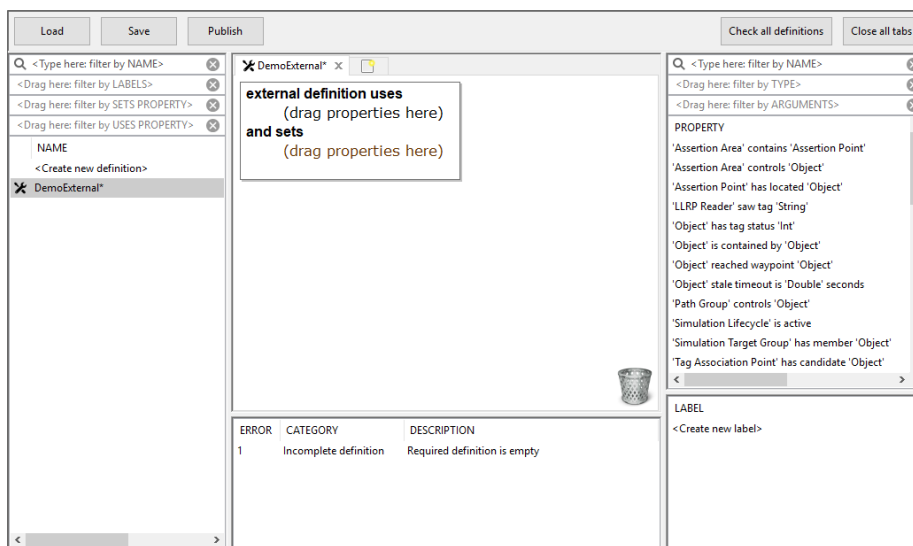 Load
Save
Publish
Check all definitions
Close all tabs
<Type here: filter by NAME>
<Drag here: filter by LABELS>
<Drag here: filter by SETS PROPERTY>
<Drag here: filter by USES PROPERTY>
NAME
<Create new definition>
DemoExternal*
DemoExternal*
external definition uses
(drag properties here)
and sets
(drag properties here)
ERROR CATEGORY DESCRIPTION
1 Incomplete definition Required definition is empty
<Type here: filter by NAME>
<Drag here: filter by TYPE>
<Drag here: filter by ARGUMENTS>
PROPERTY
'Assertion Area' contains 'Assertion Point'
'Assertion Area' controls 'Object'
'Assertion Point' has located 'Object'
'LLRP Reader' saw tag 'String'
'Object' has tag status 'Int'
'Object' is contained by 'Object'
'Object' reached waypoint 'Object'
'Object' stale timeout is 'Double' seconds
'Path Group' controls 'Object'
'Simulation Lifecycle' is active
'Simulation Target Group' has member 'Object'
'Tag Association Point' has candidate 'Object'
LABEL
<Create new label>